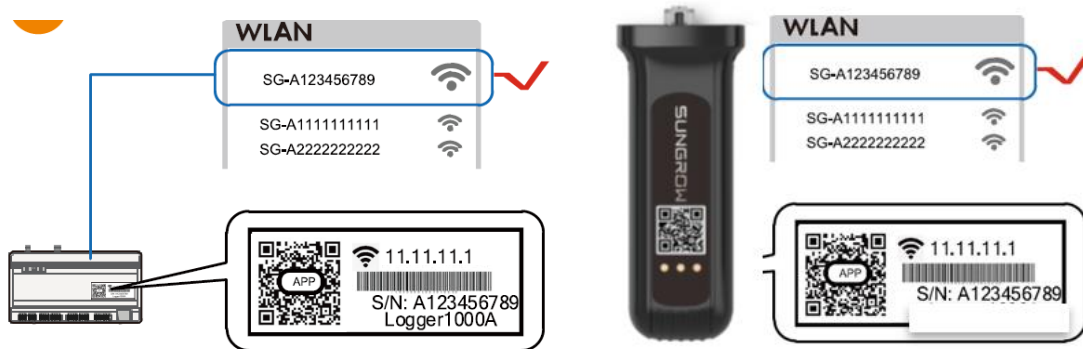 WLAN
SG-A123456789
SG-A1111111111
SG-A2222222222
APP
11.11.11.1
S/N: A123456789
Logger1000A
SUNGROW
WLAN
SG-A123456789
SG-A1111111111
SG-A2222222222
APP
11.11.11.1
S/N: A123456789